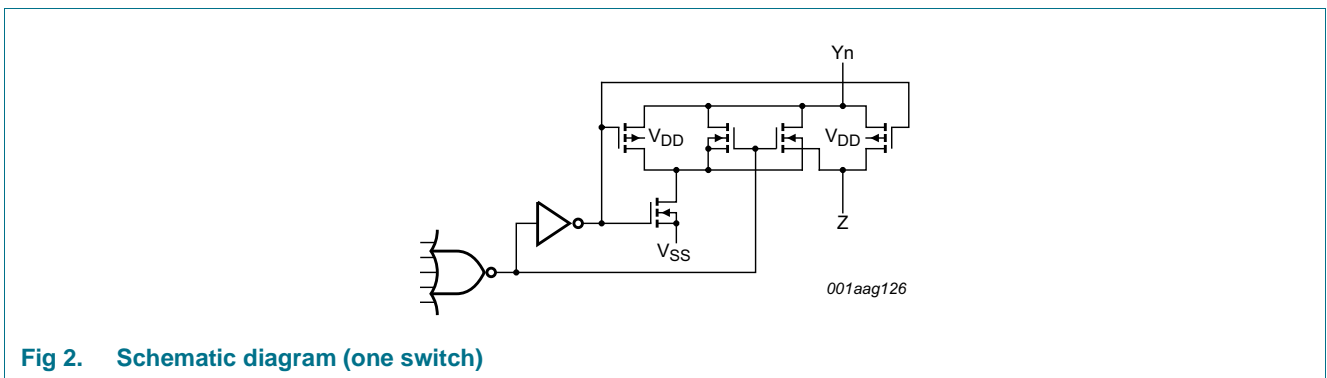 Yn
VDD
VDD
Z
VSS
001aag126
Fig 2. Schematic diagram (one switch)